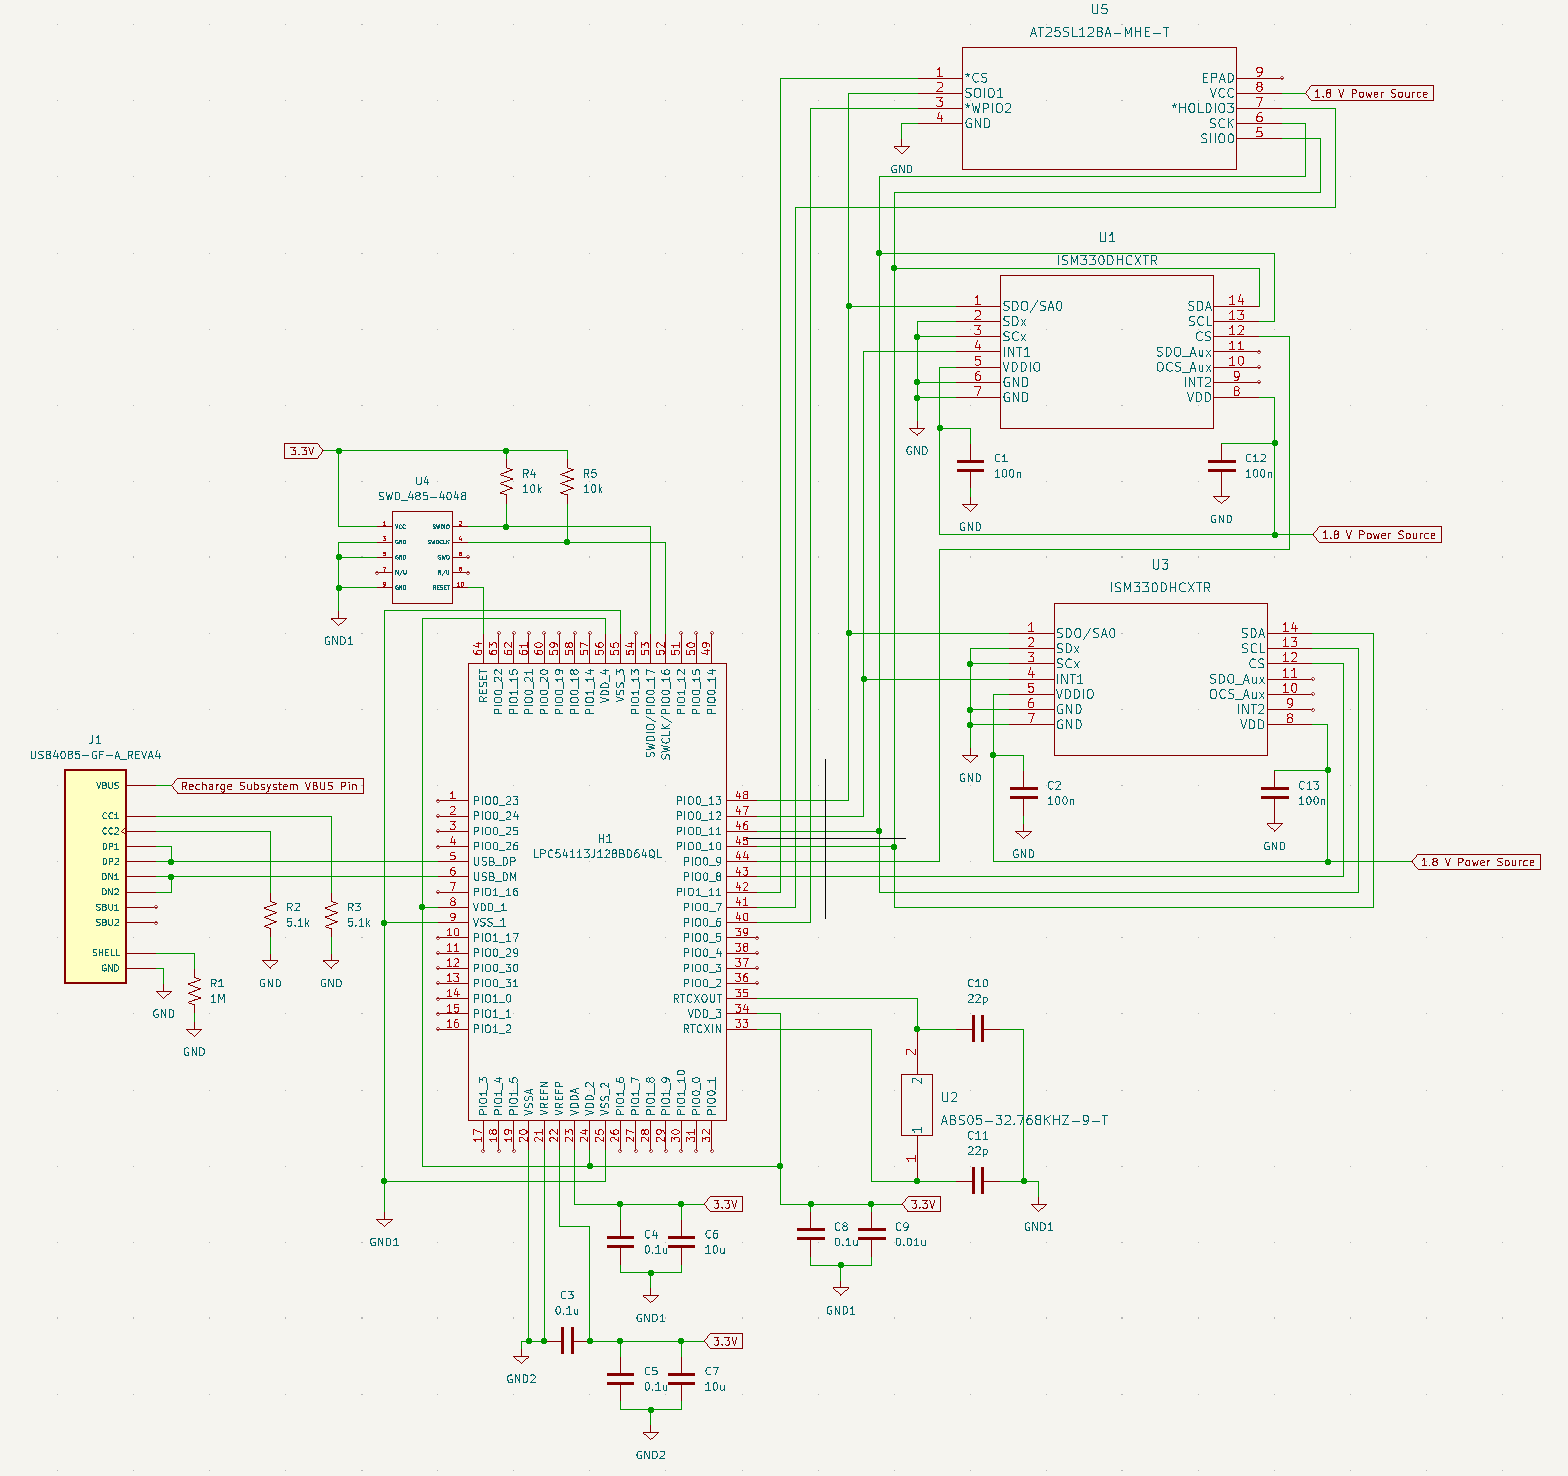 U5
AT25SL128A-MHE-T
1 *CS
2 SOIO1
3 *WPIO2
4 GND
EPAD 9
VCC 8
*HOLDIO3 7
SCK 6
SIIO0 5
1.8 V Power Source
GND
U1
ISM330DHCXTR
1 SDO/SA0
2 SDx
3 SCx
4 INT1
5 VDDIO
6 GND
7 GND
SDA 14
SCL 13
CS 12
SDO_Aux 11
OCS_Aux 10
INT2 9
VDD 8
GND
C1
100n
GND
C12
100n
GND
1.8 V Power Source
U3
ISM330DHCXTR
1 SDO/SA0
2 SDx
3 SCx
4 INT1
5 VDDIO
6 GND
7 GND
SDA 14
SCL 13
CS 12
SDO_Aux 11
OCS_Aux 10
INT2 9
VDD 8
GND
C2
100n
GND
C13
100n
GND
1.8 V Power Source
3.3V
R4
10k
R5
10k
U4
SWD_485-4048
1 VCC
3 GND
5 GND
7 N/U
9 GND
SWDIO 2
SWDCLK 4
SWO 6
N/U 8
RESET 10
GND1
J1
USB4085-GF-A_REVA4
VBUS
CC1
CC2
DP1
DP2
DN1
DN2
SBU1
SBU2
SHELL
GND
Recharge Subsystem VBUS Pin
R2
5.1k
GND
R3
5.1k
GND
GND
R1
1M
GND
H1
LPC54113J128BD64QL
64 RESET
63 PIO0_22
62 PIO1_15
61 PIO0_21
60 PIO0_20
59 PIO0_19
58 PIO0_18
57 PIO1_14
56 VDD_4
55 VSS_3
54 PIO1_13
53 SWDIO/PIO0_17
52 SWCLK/PIO0_16
51 PIO1_12
50 PIO0_15
49 PIO0_14
1 PIO0_23
2 PIO0_24
3 PIO0_25
4 PIO0_26
5 USB_DP
6 USB_DM
7 PIO1_16
8 VDD_1
9 VSS_1
10 PIO1_17
11 PIO0_29
12 PIO0_30
13 PIO0_31
14 PIO1_0
15 PIO1_1
16 PIO1_2
PIO0_13 48
PIO0_12 47
PIO0_11 46
PIO0_10 45
PIO0_9 44
PIO0_8 43
PIO1_11 42
PIO0_7 41
PIO0_6 40
PIO0_5 39
PIO0_4 38
PIO0_3 37
PIO0_2 36
RTCXOUT 35
VDD_3 34
RTCXIN 33
PIO1_3 17
PIO1_4 18
PIO1_5 19
VSSA 20
VREFN 21
VREFP 22
VDDA 23
VDD_2 24
VSS_2 25
PIO1_6 26
PIO1_7 27
PIO1_8 28
PIO1_9 29
PIO1_10 30
PIO0_0 31
PIO0_1 32
C10
22p
2
2
U2
ABS05-32.768KHZ-9-T
1
1
C11
22p
GND1
GND1
3.3V
C4
0.1u
C6
10u
GND1
3.3V
C8
0.1u
C9
0.01u
GND1
C3
0.1u
GND2
3.3V
C5
0.1u
C7
10u
GND2